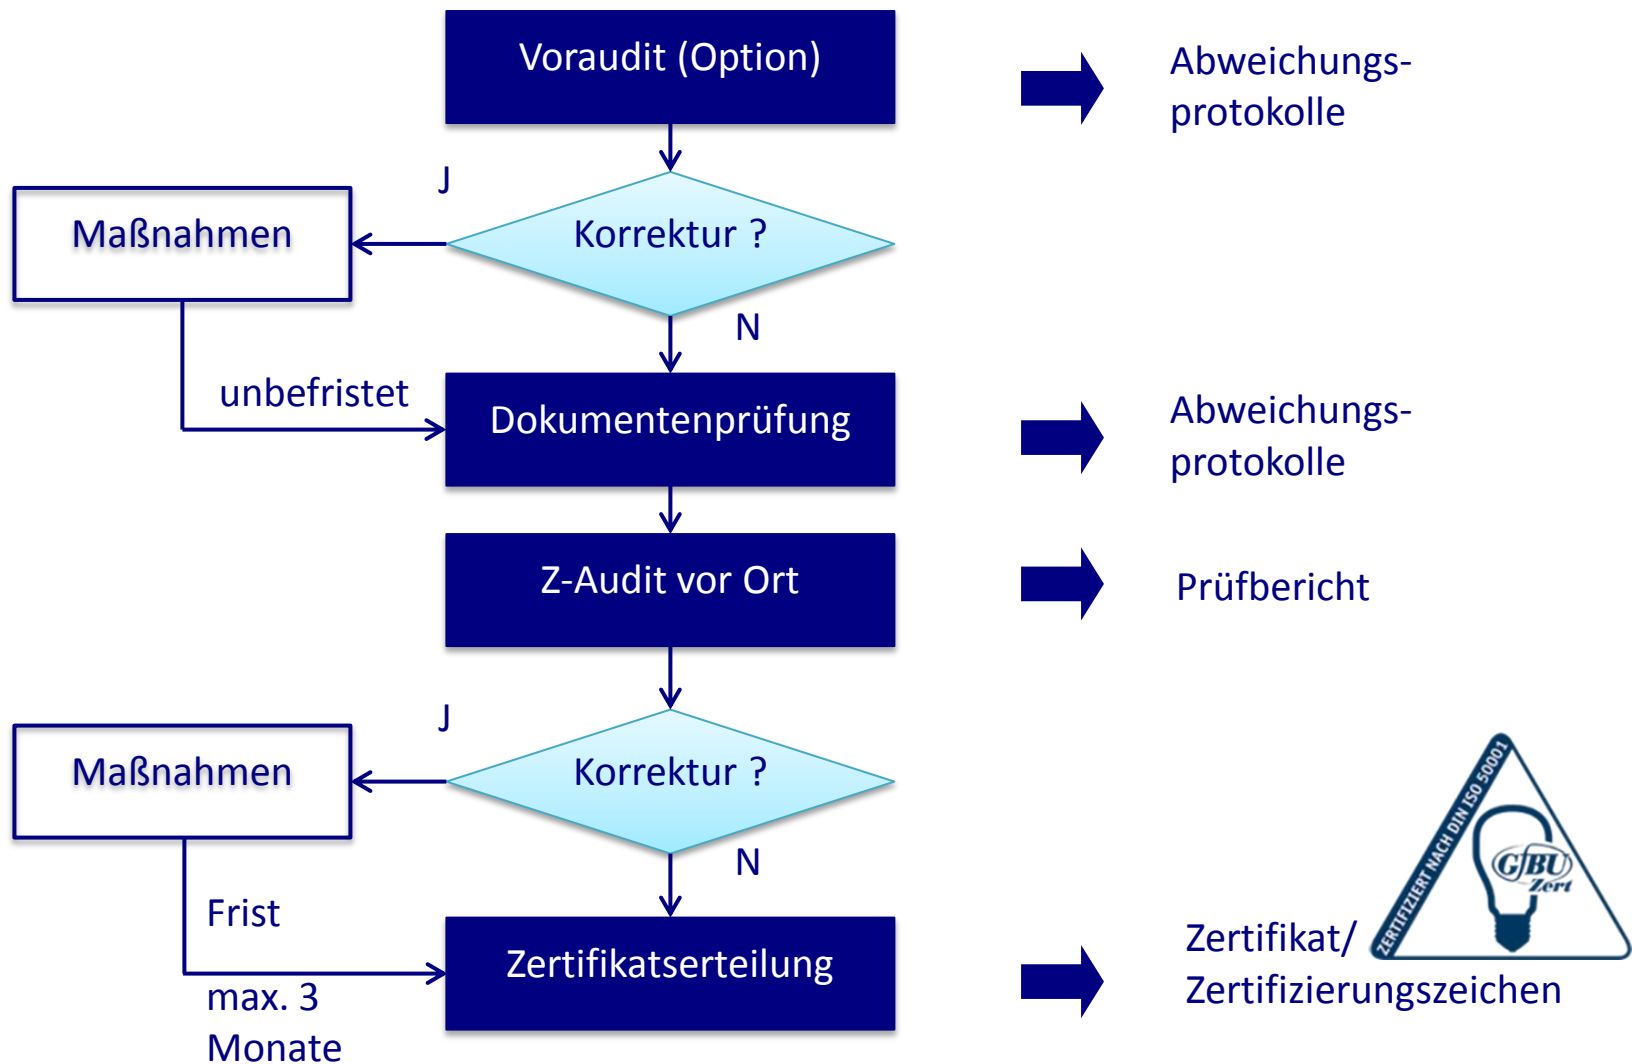 Voraudit (Option)
Abweichungs-
protokolle
J
Maßnahmen
Korrektur ?
N
unbefristet
Dokumentenprüfung
Abweichungs-
protokolle
Z-Audit vor Ort
Prüfbericht
J
Maßnahmen
Korrektur ?
N
Frist
max. 3
Monate
Zertifikatserteilung
Zertifikat/
Zertifizierungszeichen
ZERTIFIZIERT NACH DIN ISO 50001
GfBU
Zert